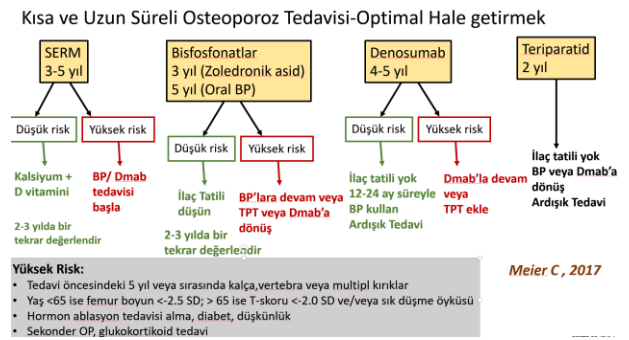 Kısa ve Uzun Süreli Osteoporoz Tedavisi-Optimal Hale getirmek
SERM
3-5 yıl
Bisfosfonatlar
3 yıl (Zoledronik asid)
5 yıl (Oral BP)
Denosumab
4-5 yıl
Teriparatid
2 yıl
Düşük risk
Yüksek risk
Düşük risk
Yüksek risk
Düşük risk
Yüksek risk
Kalsiyum +
D vitamini
2-3 yılda bir
tekrar değerlendir
BP/ Dmab
tedavisi
başla
İlaç Tatili
düşün
2-3 yılda bir
tekrar değerlendir
BP'lara devam veya
TPT veya Dmab'a
dönüş
İlaç tatili yok
12-24 ay süreyle
BP kullan
Ardışık Tedavi
Dmab'la devam
veya
TPT ekle
İlaç tatili yok
BP veya Dmab'a
dönüş
Ardışık Tedavi
Yüksek Risk:
• Tedavi öncesindeki 5 yıl veya sırasında kalça,vertebra veya multipl kırıklar
• Yaş <65 ise femur boyun <-2.5 SD; > 65 ise T-skoru <-2.0 SD ve/veya sık düşme öyküsü
• Hormon ablasyon tedavisi alma, diabet, düşkünlük
• Sekonder OP, glukokortikoid tedavi
Meier C , 2017